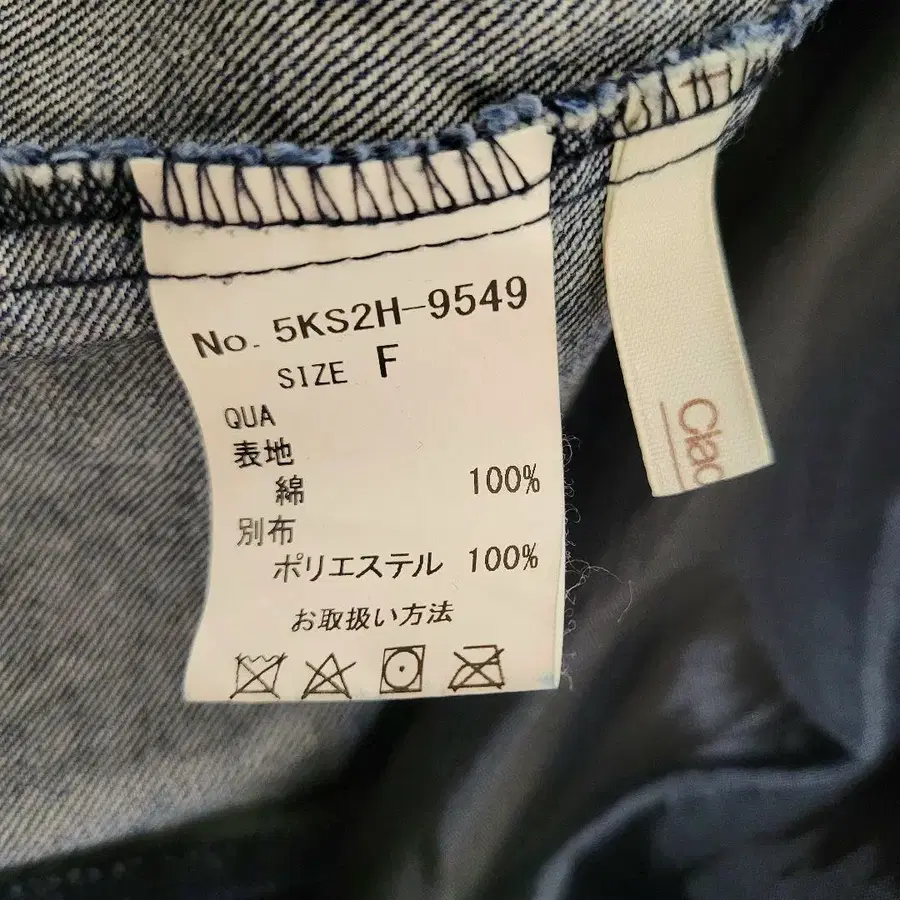 No. 5KS2H-9549
SIZE F
QUA
表地
綿 100%
別布
ポリエステル 100%
お取扱い方法